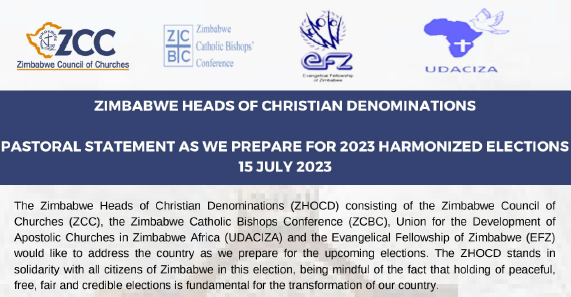 ZCC
Zimbabwe Council of Churches
ZC
BC
Zimbabwe
Catholic Bishops'
Conference
ZHOCD
EFZ
Evangelical Fellowship
of Zimbabwe
UDACIZA
ZIMBABWE HEADS OF CHRISTIAN DENOMINATIONS
PASTORAL STATEMENT AS WE PREPARE FOR 2023 HARMONIZED ELECTIONS
15 JULY 2023
The Zimbabwe Heads of Christian Denominations (ZHOCD) consisting of the Zimbabwe Council of
Churches (ZCC), the Zimbabwe Catholic Bishops Conference (ZCBC), Union for the Development of
Apostolic Churches in Zimbabwe Africa (UDACIZA) and the Evangelical Fellowship of Zimbabwe (EFZ)
would like to address the country as we prepare for the upcoming elections. The ZHOCD stands in
solidarity with all citizens of Zimbabwe in this election, being mindful of the fact that holding of peaceful,
free, fair and credible elections is fundamental for the transformation of our country.